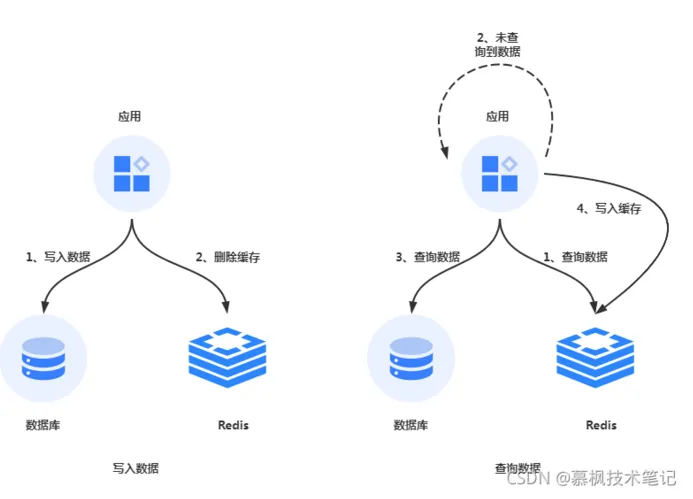 应用
1、写入数据
2、删除缓存
数据库
Redis
写入数据
2、未查
询到数据
应用
4、写入缓存
3、查询数据
1、查询数据
数据库
Redis
查询数据
CSDN @慕枫技术笔记